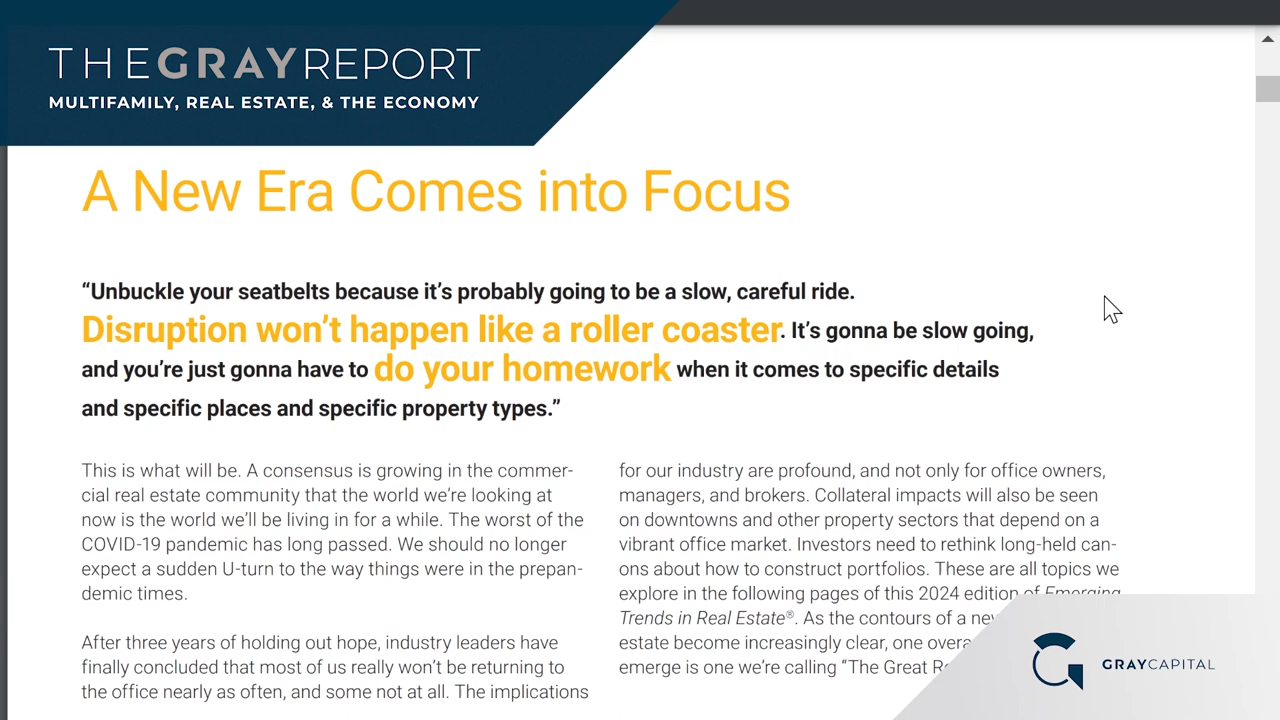 THEGRAYREPORT
MULTIFAMILY, REAL ESTATE, & THE ECONOMY
A New Era Comes into Focus
“Unbuckle your seatbelts because it’s probably going to be a slow, careful ride.
Disruption won’t happen like a roller coaster. It’s gonna be slow going,
and you’re just gonna have to do your homework when it comes to specific details
and specific places and specific property types.”
This is what will be. A consensus is growing in the commer-
cial real estate community that the world we’re looking at
now is the world we’ll be living in for a while. The worst of the
COVID-19 pandemic has long passed. We should no longer
expect a sudden U-turn to the way things were in the prepan-
demic times.
After three years of holding out hope, industry leaders have
finally concluded that most of us really won’t be returning to
the office nearly as often, and some not at all. The implications
for our industry are profound, and not only for office owners,
managers, and brokers. Collateral impacts will also be seen
on downtowns and other property sectors that depend on a
vibrant office market. Investors need to rethink long-held can-
ons about how to construct portfolios. These are all topics we
explore in the following pages of this 2024 edition of Emerging
Trends in Real Estate®. As the contours of a
estate become increasingly clear, one
emerge is one we’re calling “The Great
GRAYCAPITAL